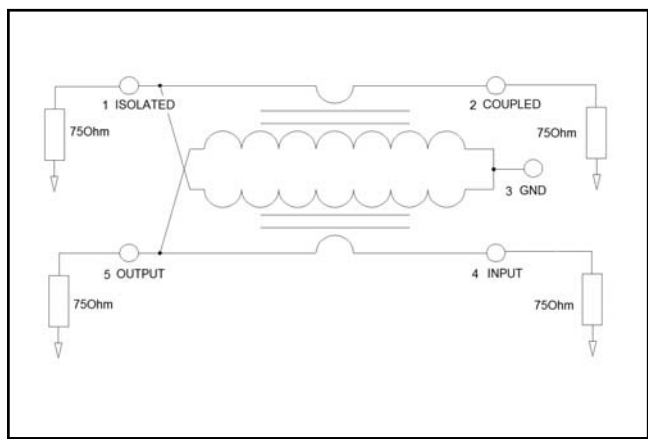 1 ISOLATED
2 COUPLED
75Ohm
75Ohm
3 GND
5 OUTPUT
4 INPUT
75Ohm
75Ohm